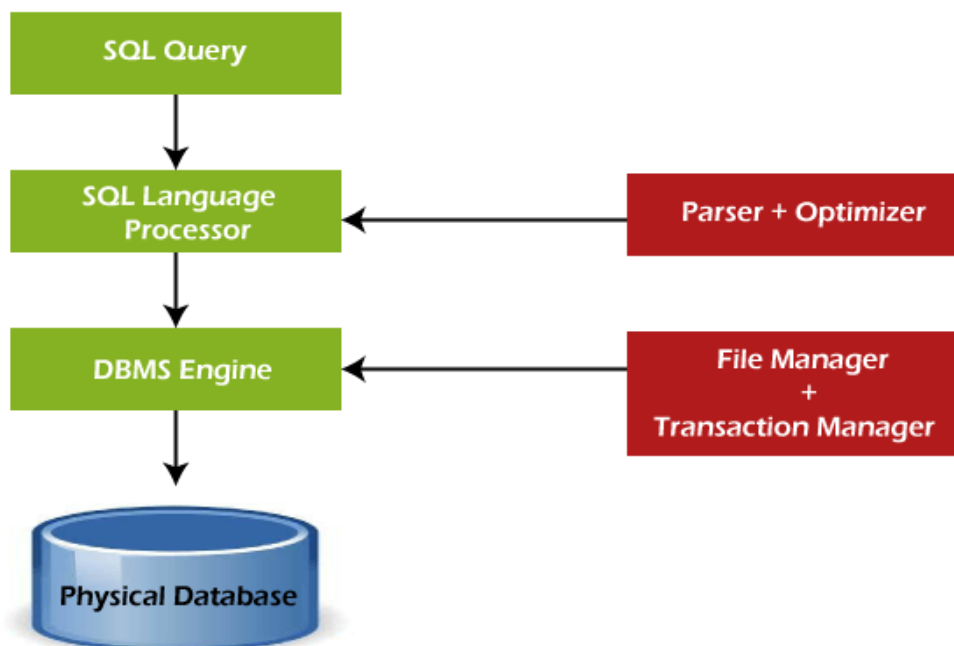 SQL Query
SQL Language
Processor
Parser + Optimizer
DBMS Engine
File Manager
+
Transaction Manager
Physical Database